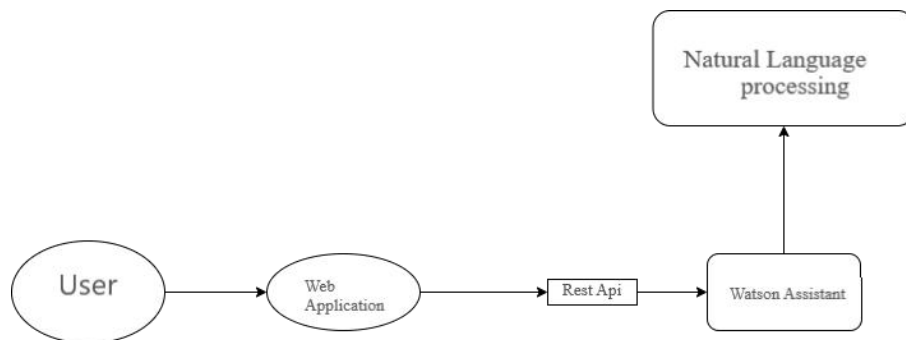 Natural Language
processing
User
Web
Application
Rest Api
Watson Assistant